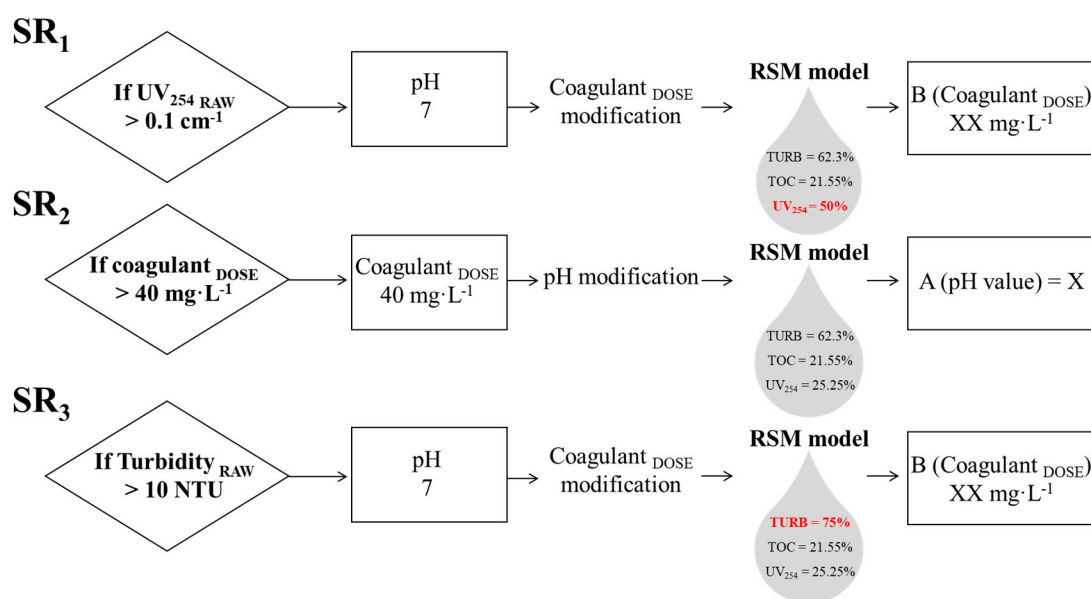 SR₁
If UV₂₅₄ RAW
> 0.1 cm⁻¹
pH
7
Coagulant DOSE
modification
RSM model
TURB = 62.3%
TOC = 21.55%
UV₂₅₄ = 50%
B (Coagulant DOSE)
XX mg·L⁻¹
SR₂
If coagulant DOSE
> 40 mg·L⁻¹
Coagulant DOSE
40 mg·L⁻¹
pH modification
RSM model
TURB = 62.3%
TOC = 21.55%
UV₂₅₄ = 25.25%
A (pH value) = X
SR₃
If Turbidity RAW
> 10 NTU
pH
7
Coagulant DOSE
modification
RSM model
TURB = 75%
TOC = 21.55%
UV₂₅₄ = 25.25%
B (Coagulant DOSE)
XX mg·L⁻¹